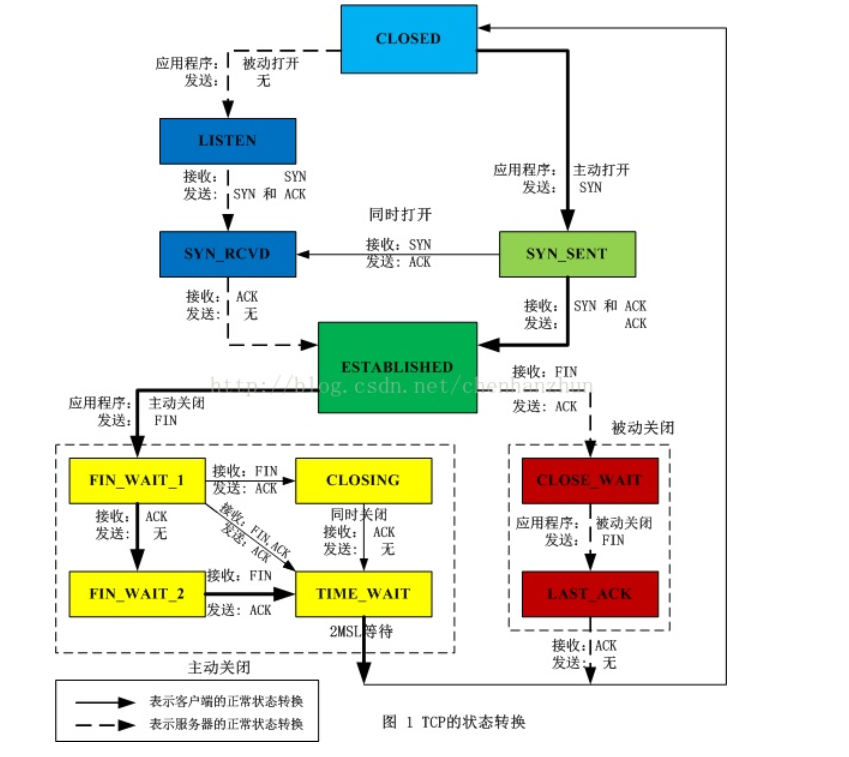 CLOSED
应用程序: 被动打开
发送: 无
LISTEN
接收: SYN
发送: SYN 和 ACK
应用程序: 主动打开
发送: SYN
同时打开
SYN_RCVD
接收: SYN
发送: ACK
SYN_SENT
接收: ACK
发送: 无
接收: SYN 和 ACK
发送: ACK
ESTABLISHED
http://blog.csdn.net/chenhanzhun
接收: FIN
发送: ACK
应用程序: 主动关闭
发送: FIN
被动关闭
FIN_WAIT_1
接收: FIN
发送: ACK
CLOSING
CLOSE_WAIT
接收: ACK
发送: 无
接收: FIN,ACK
发送: ACK
同时关闭
接收: ACK
发送: 无
应用程序: 被动关闭
发送: FIN
FIN_WAIT_2
接收: FIN
发送: ACK
TIME_WAIT
LAST_ACK
2MSL等待
接收: ACK
发送: 无
主动关闭
表示客户端的正常状态转换
表示服务器的正常状态转换
图 1 TCP的状态转换